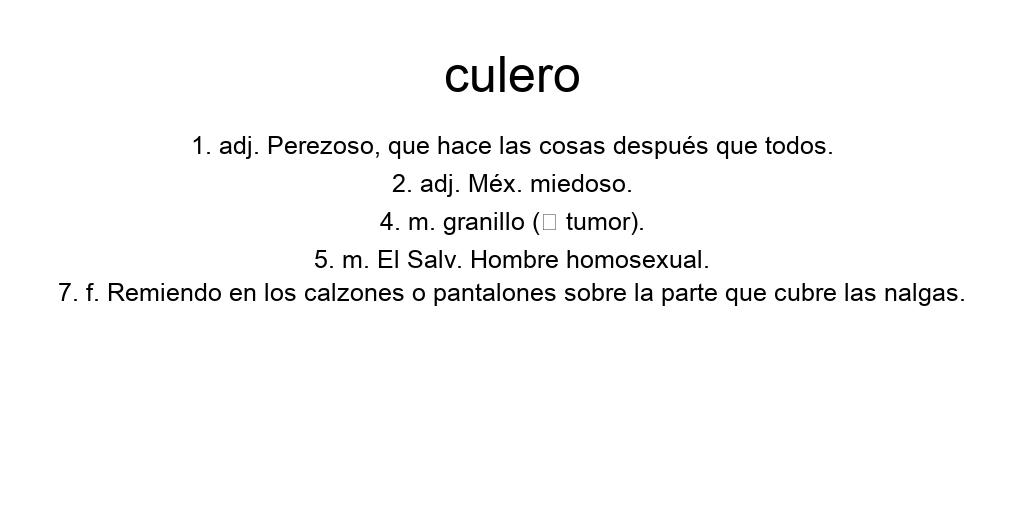 culero
1. adj. Perezoso, que hace las cosas después que todos.
2. adj. Méx. miedoso.
4. m. granillo (□ tumor).
5. m. El Salv. Hombre homosexual.
7. f. Remiendo en los calzones o pantalones sobre la parte que cubre las nalgas.